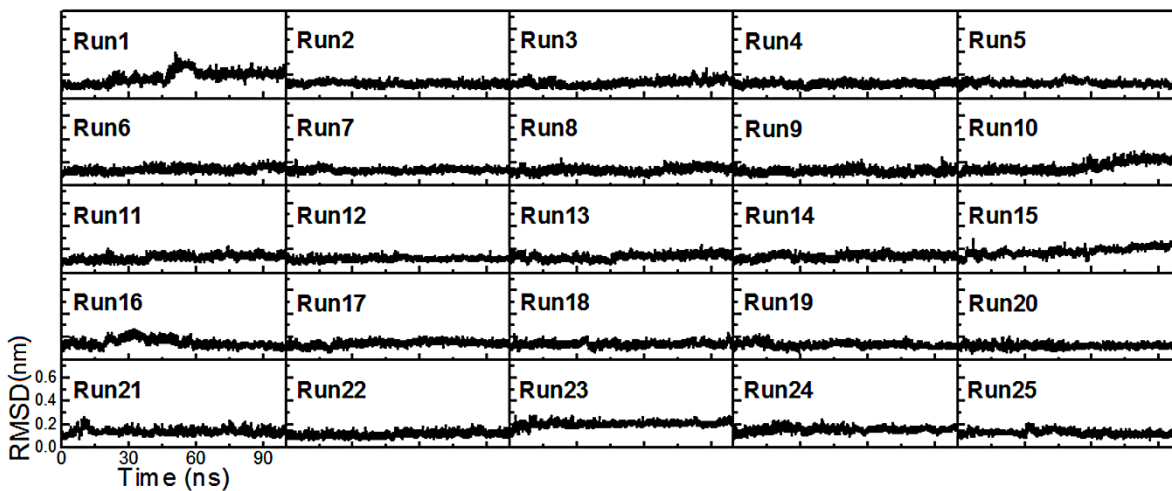 Run1 Run2 Run3 Run4 Run5
Run6 Run7 Run8 Run9 Run10
Run11 Run12 Run13 Run14 Run15
Run16 Run17 Run18 Run19 Run20
Run21 Run22 Run23 Run24 Run25
RMSD(nm)
0.6
0.4
0.2
0.0
0 30 60 90
Time (ns)